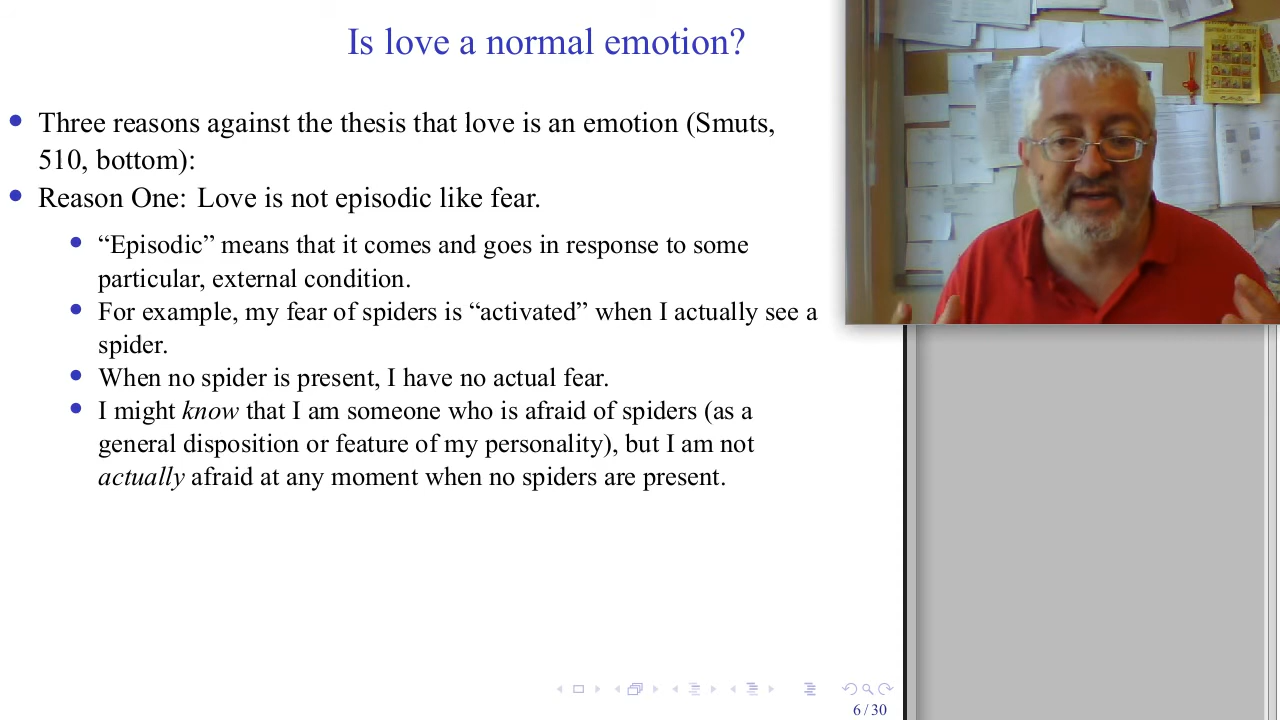 Is love a normal emotion?
Three reasons against the thesis that love is an emotion (Smuts,
510, bottom):
Reason One: Love is not episodic like fear.
“Episodic” means that it comes and goes in response to some
particular, external condition.
For example, my fear of spiders is “activated” when I actually see a
spider.
When no spider is present, I have no actual fear.
I might know that I am someone who is afraid of spiders (as a
general disposition or feature of my personality), but I am not
actually afraid at any moment when no spiders are present.
6/30